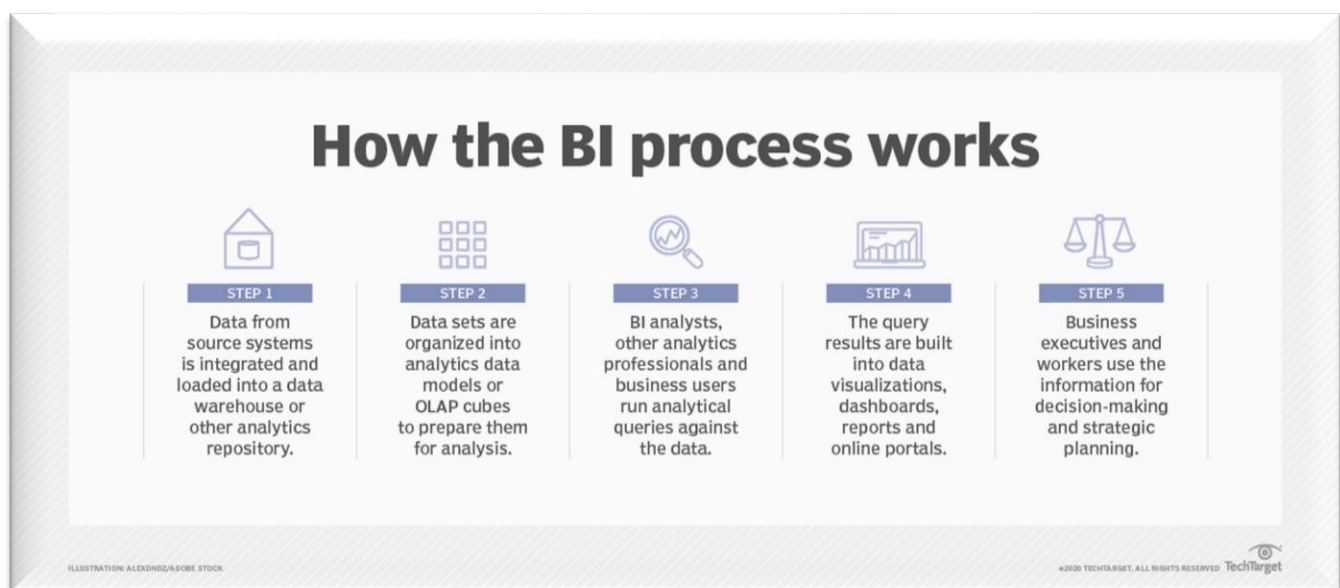 How the BI process works
STEP 1
Data from
source systems
is integrated and
loaded into a data
warehouse or
other analytics
repository.
STEP 2
Data sets are
organized into
analytics data
models or
OLAP cubes
to prepare them
for analysis.
STEP 3
BI analysts,
other analytics
professionals and
business users
run analytical
queries against
the data.
STEP 4
The query
results are built
into data
visualizations,
dashboards,
reports and
online portals.
STEP 5
Business
executives and
workers use the
information for
decision-making
and strategic
planning.
ILLUSTRATION: ALEXDNDZ/ADOBE STOCK
©2020 TECHTARGET. ALL RIGHTS RESERVED TechTarget